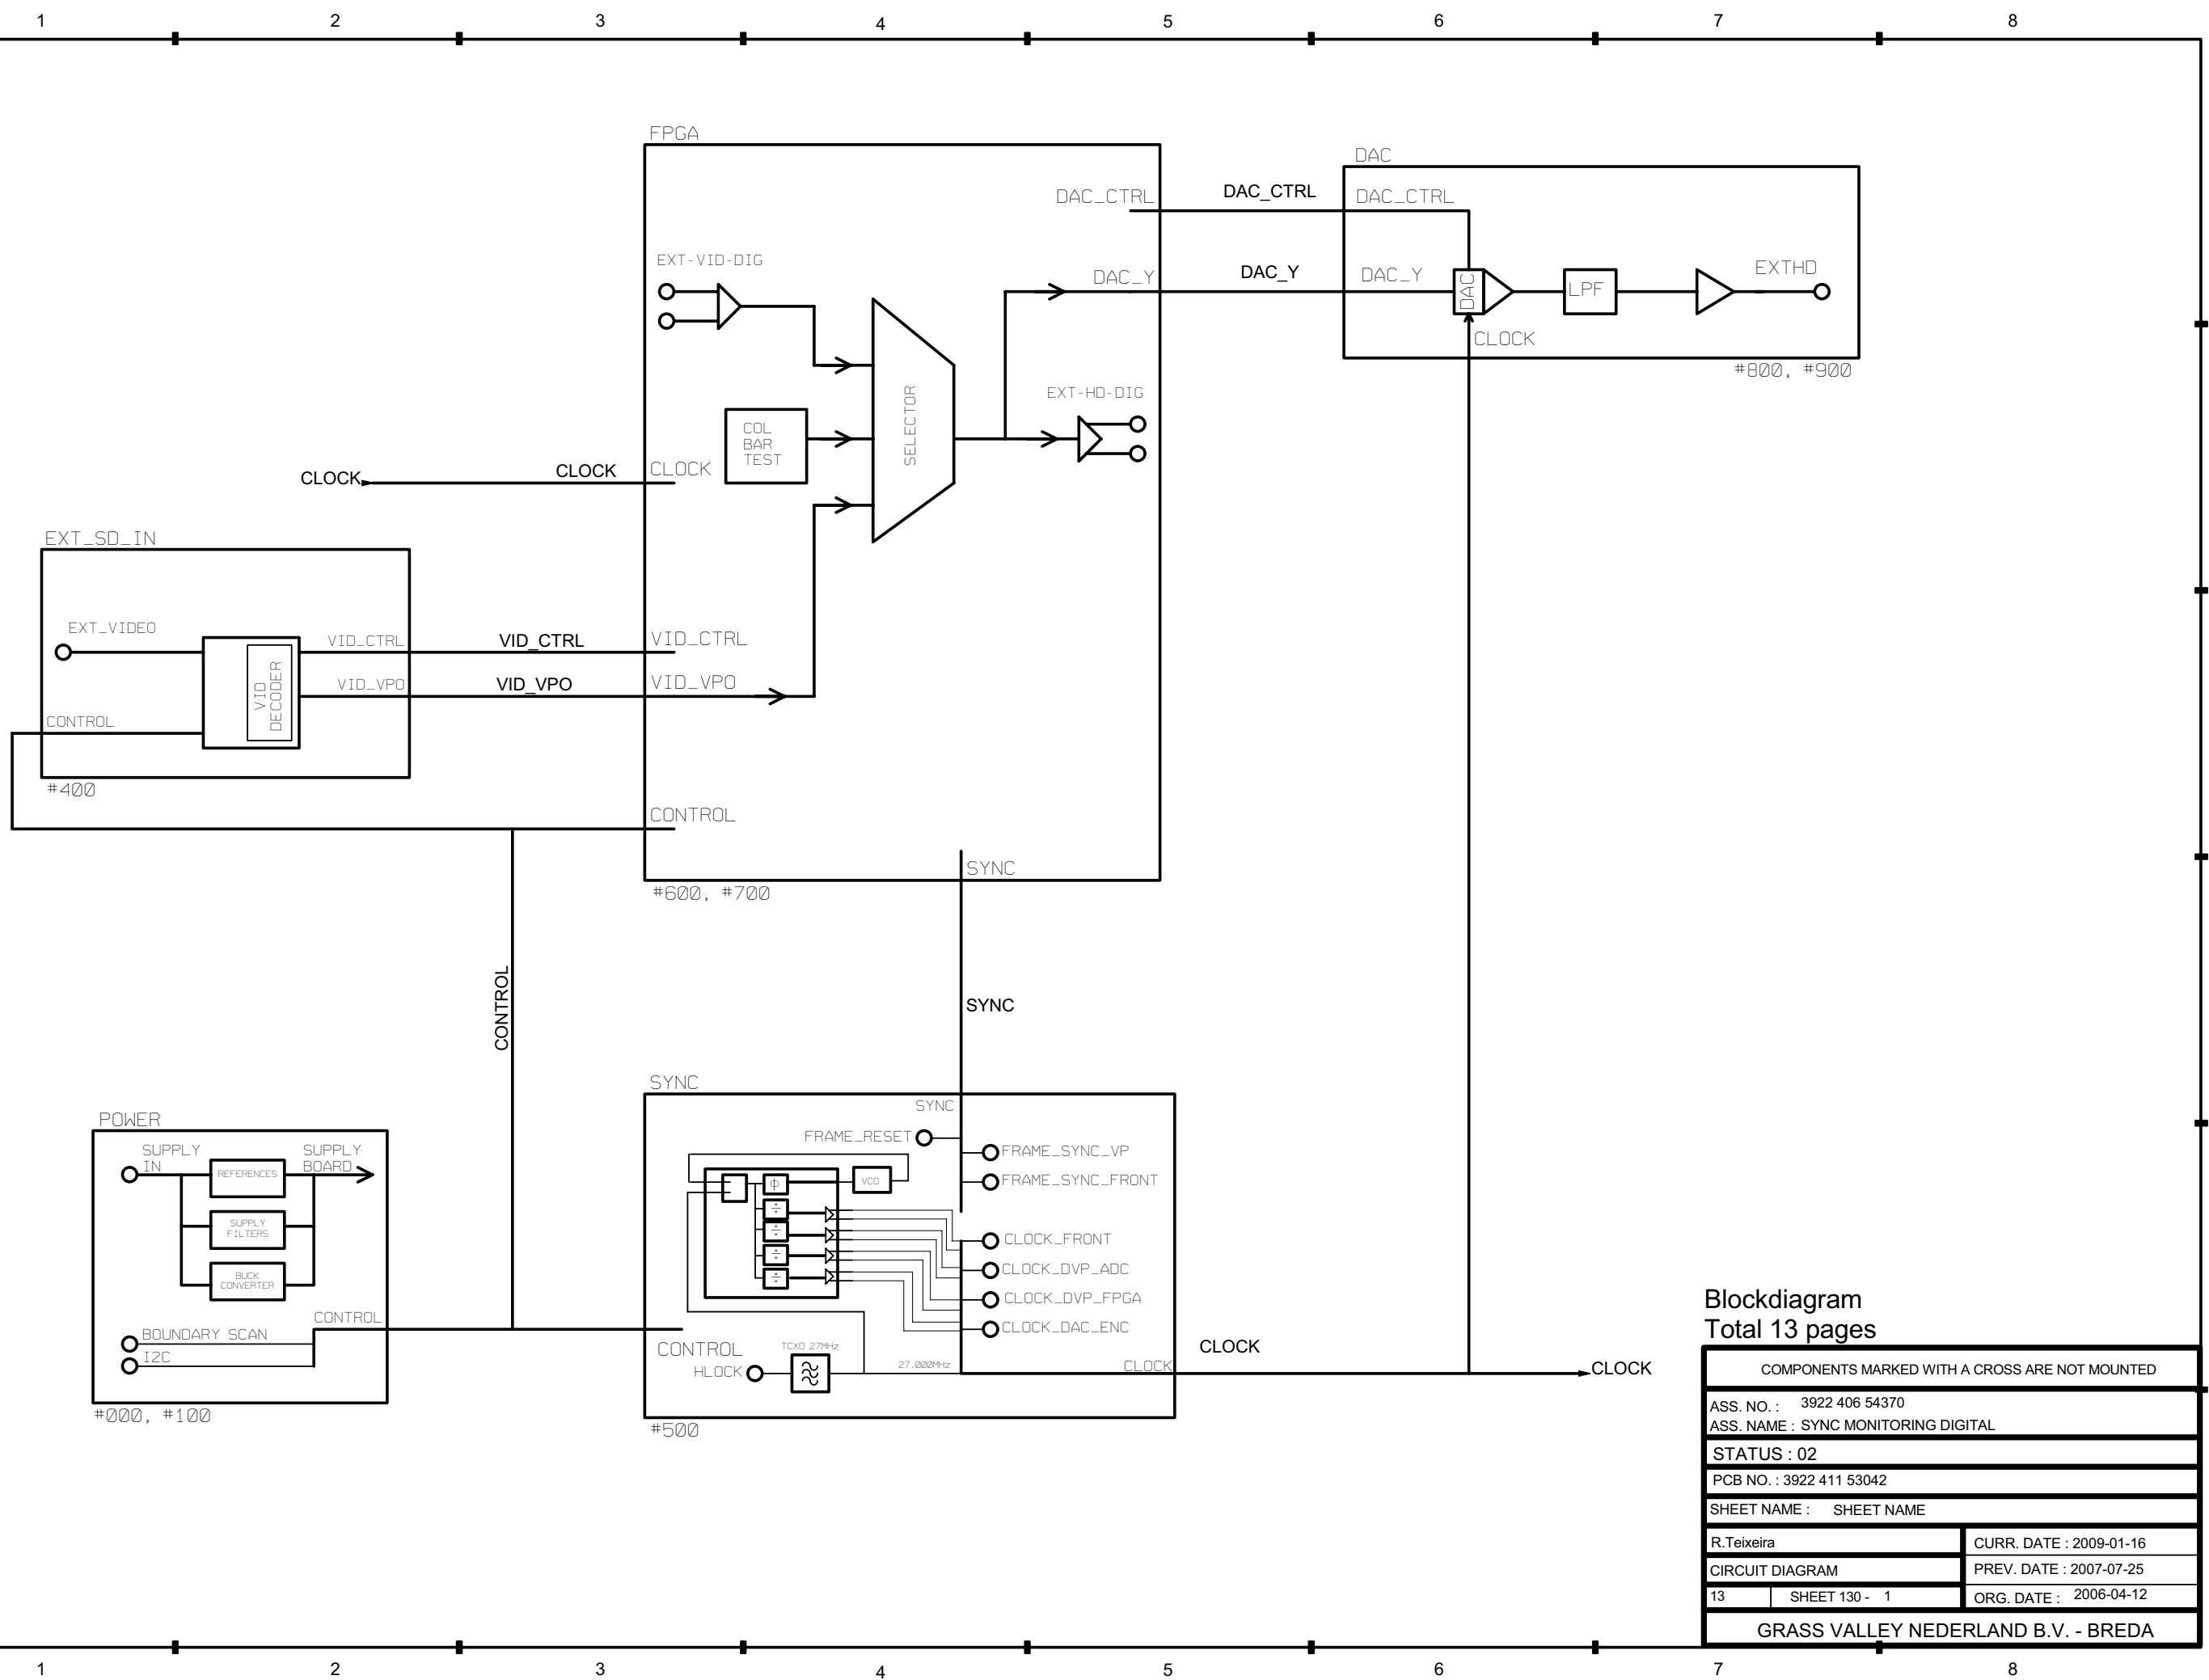 1 2 3 4 5 6 7 8
FPGA
DAC
DAC_CTRL
DAC_CTRL
DAC_CTRL
EXT-VID-DIG
DAC_Y
DAC_Y
DAC_Y
DAC
LPF
EXTHD
CLOCK
#800, #900
EXT-HD-DIG
SELECTOR
COL
BAR
TEST
CLOCK
CLOCK
CLOCK
EXT_SD_IN
EXT_VIDEO
VID_CTRL
VID_CTRL
VID_CTRL
VID
DECODER
VID_VPO
VID_VPO
VID_VPO
CONTROL
#400
CONTROL
SYNC
#600, #700
CONTROL
SYNC
SYNC
SYNC
POWER
SUPPLY
IN
REFERENCES
SUPPLY
BOARD
SUPPLY
FILTERS
BUCK
CONVERTER
CONTROL
BOUNDARY SCAN
I2C
#000, #100
FRAME_RESET
FRAME_SYNC_VP
FRAME_SYNC_FRONT
φ
VCO
÷
÷
÷
÷
CLOCK_FRONT
CLOCK_DVP_ADC
CLOCK_DVP_FPGA
CLOCK_DAC_ENC
CONTROL
TCXO 27MHz
HLOCK
27.000MHz
CLOCK
CLOCK
CLOCK
#500
Blockdiagram
Total 13 pages
COMPONENTS MARKED WITH A CROSS ARE NOT MOUNTED
ASS. NO. : 3922 406 54370
ASS. NAME : SYNC MONITORING DIGITAL
STATUS : 02
PCB NO. : 3922 411 53042
SHEET NAME : SHEET NAME
R.Teixeira
CURR. DATE : 2009-01-16
CIRCUIT DIAGRAM
PREV. DATE : 2007-07-25
13 SHEET 130 - 1
ORG. DATE : 2006-04-12
GRASS VALLEY NEDERLAND B.V. - BREDA
1 2 3 4 5 6 7 8